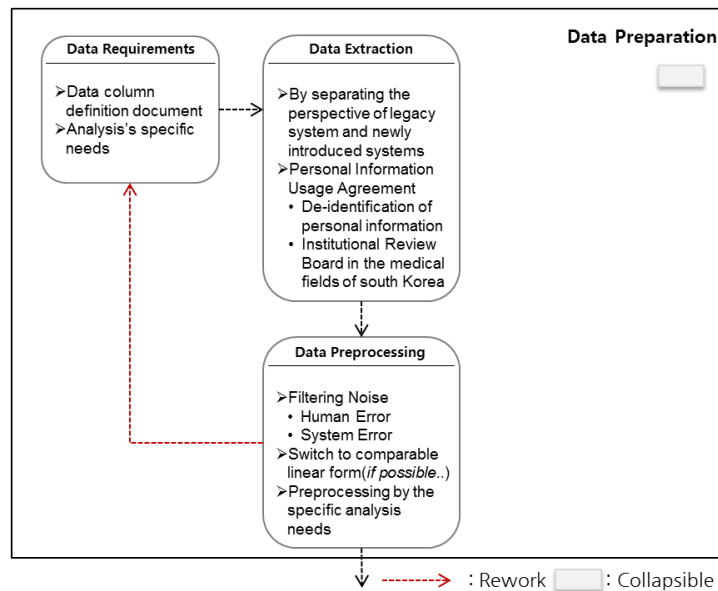 Data Preparation
Data Requirements
➢Data column
definition document
➢Analysis's specific
needs
Data Extraction
➢By separating the
perspective of legacy
system and newly
introduced systems
➢Personal Information
Usage Agreement
• De-identification of
personal information
• Institutional Review
Board in the medical
fields of south Korea
Data Preprocessing
➢Filtering Noise
• Human Error
• System Error
➢Switch to comparable
linear form(if possible..)
➢Preprocessing by the
specific analysis
needs
: Rework : Collapsible